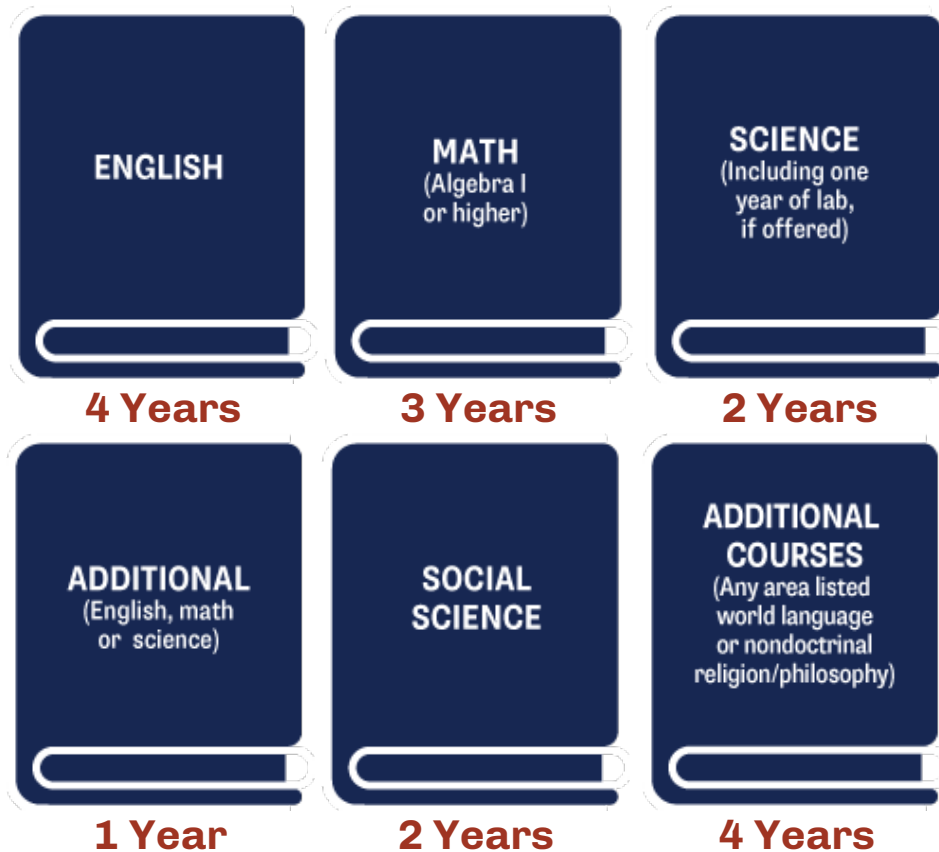 ENGLISH
4 Years
MATH
(Algebra I
or higher)
3 Years
SCIENCE
(Including one
year of lab,
if offered)
2 Years
ADDITIONAL
(English, math
or science)
1 Year
SOCIAL
SCIENCE
2 Years
ADDITIONAL
COURSES
(Any area listed
world language
or nondoctrinal
religion/philosophy)
4 Years